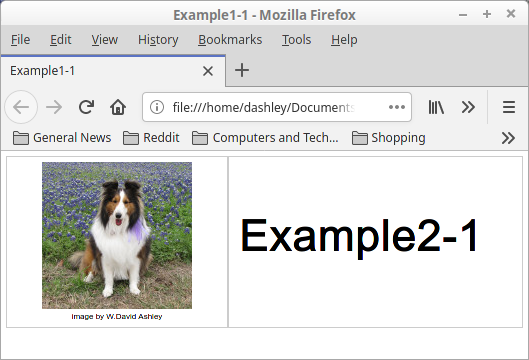 Example1-1 - Mozilla Firefox
File Edit View History Bookmarks Tools Help
Example1-1
file:///home/dashley/Documents
General News Reddit Computers and Tech... Shopping
Example2-1
Image by W.David Ashley